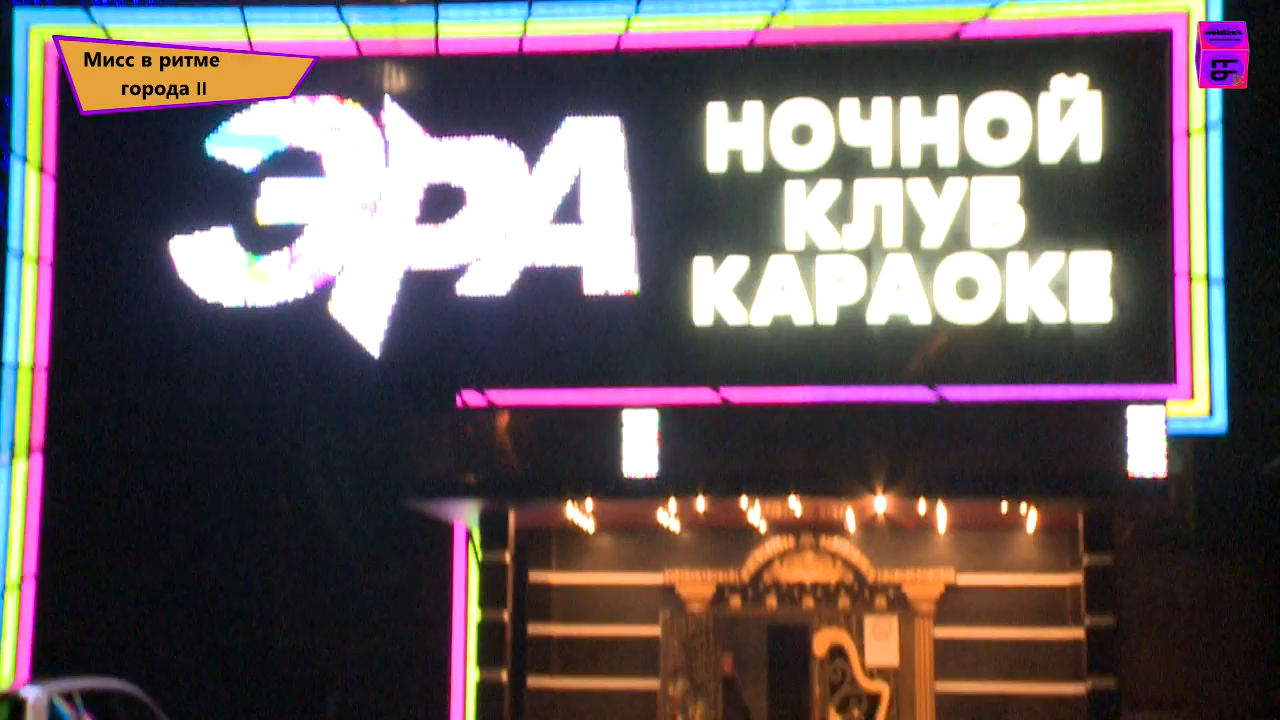 Мисс в ритме
города II
ЭРА
НОЧНОЙ
КЛУБ
КАРАОКЕ